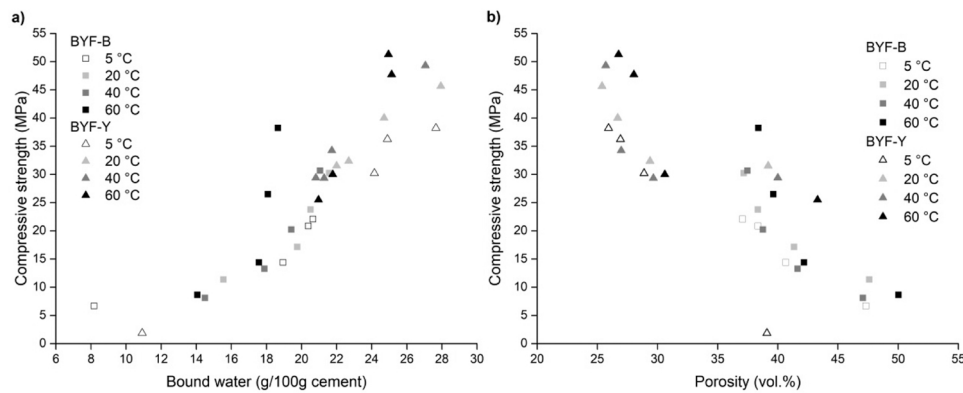 a)
55
50
45
40
35
30
25
20
15
10
5
0
Compressive strength (MPa)
BYF-B
5 °C
20 °C
40 °C
60 °C
BYF-Y
5 °C
20 °C
40 °C
60 °C
6 8 10 12 14 16 18 20 22 24 26 28 30
Bound water (g/100g cement)
b)
55
50
45
40
35
30
25
20
15
10
5
0
Compressive strength (MPa)
BYF-B
5 °C
20 °C
40 °C
60 °C
BYF-Y
5 °C
20 °C
40 °C
60 °C
20 25 30 35 40 45 50 55
Porosity (vol.%)